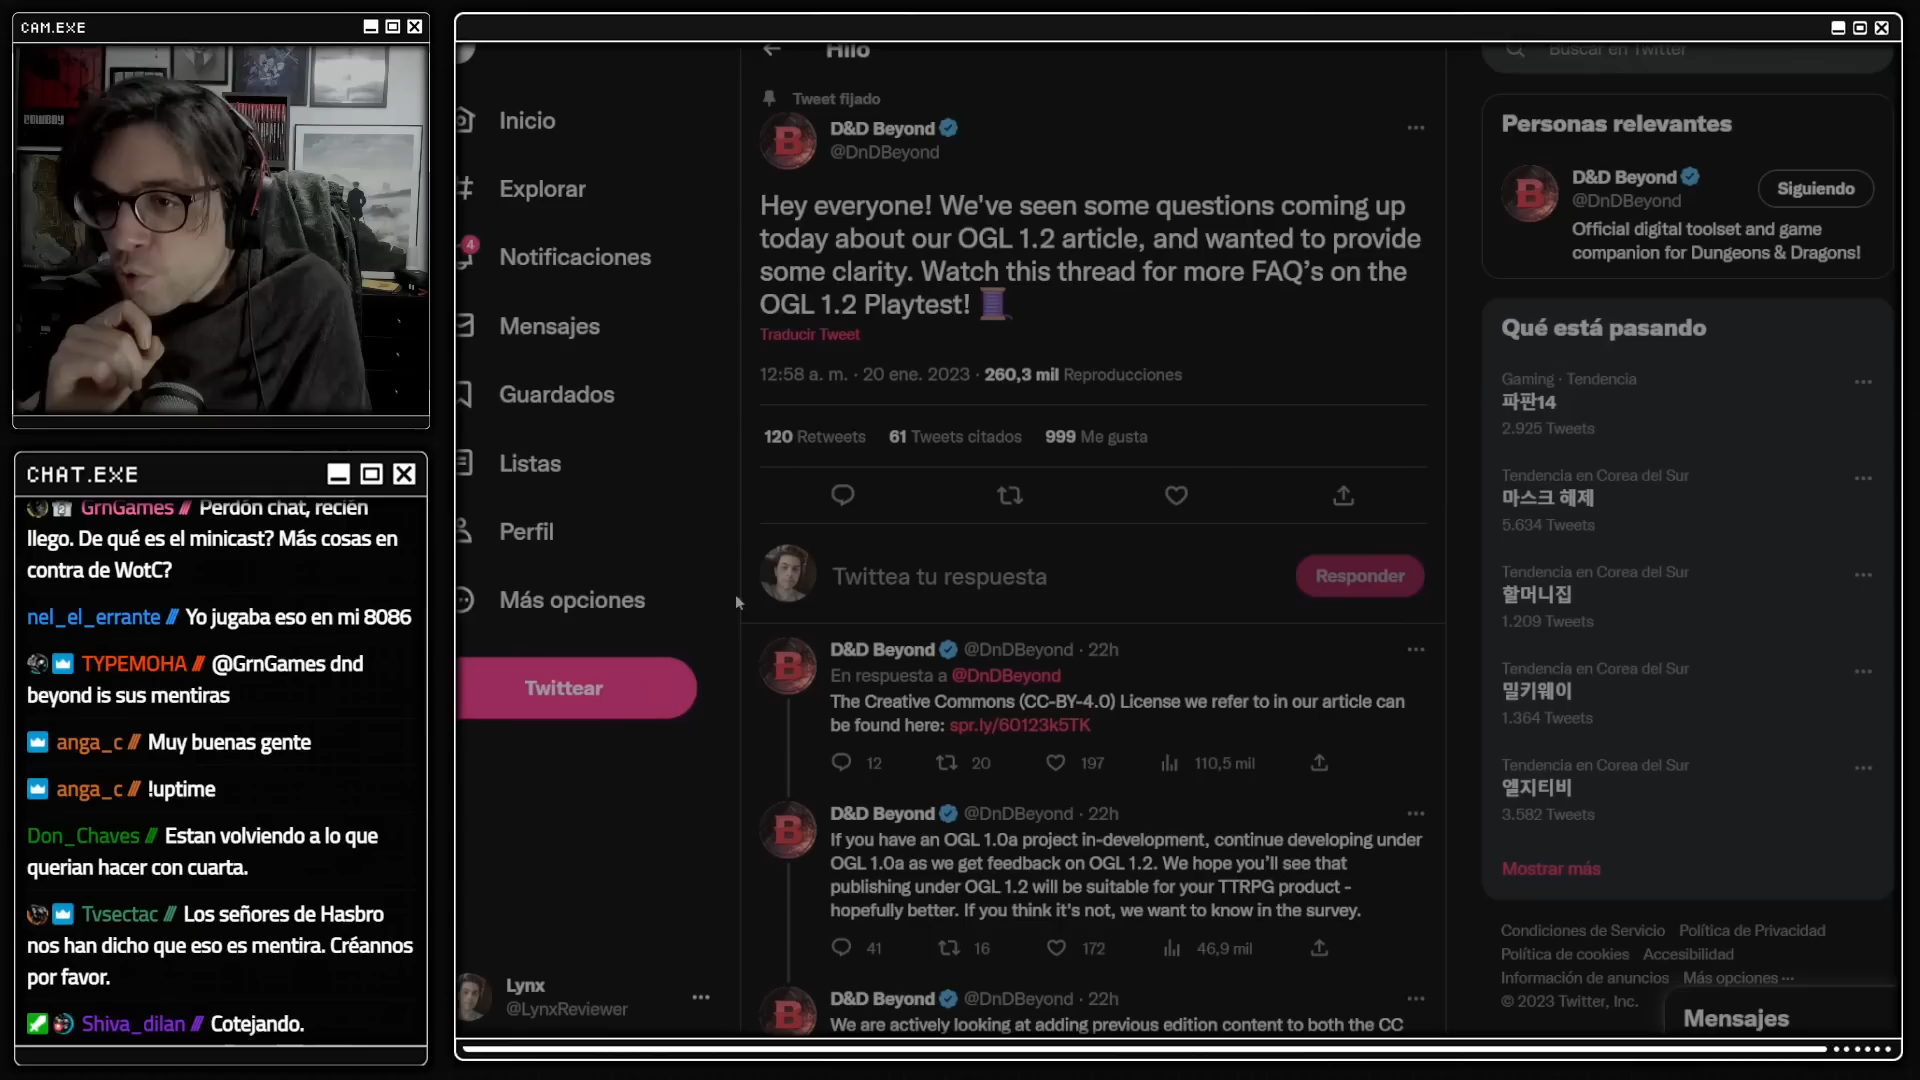 CAM.EXE
COWBOY
CHAT.EXE
GrnGames // Perdón chat, recién
llego. De qué es el minicast? Más cosas en
contra de WotC?
nel_el_errante // Yo jugaba eso en mi 8086
TYPEMOHA // @GrnGames dnd
beyond is sus mentiras
anga_c // Muy buenas gente
anga_c // !uptime
Don_Chaves // Estan volviendo a lo que
querian hacer con cuarta.
Tvsectac // Los señores de Hasbro
nos han dicho que eso es mentira. Créannos
por favor.
Shiva_dilan // Cotejando.
Inicio
Explorar
4
Notificaciones
Mensajes
Guardados
Listas
Perfil
Más opciones
Twittear
Lynx
@LynxReviewer
Hilo
Tweet fijado
D&D Beyond
@DnDBeyond
Hey everyone! We've seen some questions coming up
today about our OGL 1.2 article, and wanted to provide
some clarity. Watch this thread for more FAQ’s on the
OGL 1.2 Playtest!
Traducir Tweet
12:58 a. m. · 20 ene. 2023 · 260,3 mil Reproducciones
120 Retweets 61 Tweets citados 999 Me gusta
Twittea tu respuesta
Responder
D&D Beyond @DnDBeyond · 22h
En respuesta a @DnDBeyond
The Creative Commons (CC-BY-4.0) License we refer to in our article can
be found here: spr.ly/60123k5TK
12 20 197 110,5 mil
D&D Beyond @DnDBeyond · 22h
If you have an OGL 1.0a project in-development, continue developing under
OGL 1.0a as we get feedback on OGL 1.2. We hope you’ll see that
publishing under OGL 1.2 will be suitable for your TTRPG product -
hopefully better. If you think it's not, we want to know in the survey.
41 16 172 46,9 mil
D&D Beyond @DnDBeyond · 22h
We are actively looking at adding previous edition content to both the CC
Buscar en Twitter
Personas relevantes
D&D Beyond
@DnDBeyond
Siguiendo
Official digital toolset and game
companion for Dungeons & Dragons!
Qué está pasando
Gaming · Tendencia
파판14
2.925 Tweets
Tendencia en Corea del Sur
마스크 해제
5.634 Tweets
Tendencia en Corea del Sur
할머니집
1.209 Tweets
Tendencia en Corea del Sur
밀키웨이
1.364 Tweets
Tendencia en Corea del Sur
엘지티비
3.582 Tweets
Mostrar más
Condiciones de Servicio Política de Privacidad
Política de cookies Accesibilidad
Información de anuncios Más opciones ···
© 2023 Twitter, Inc.
Mensajes